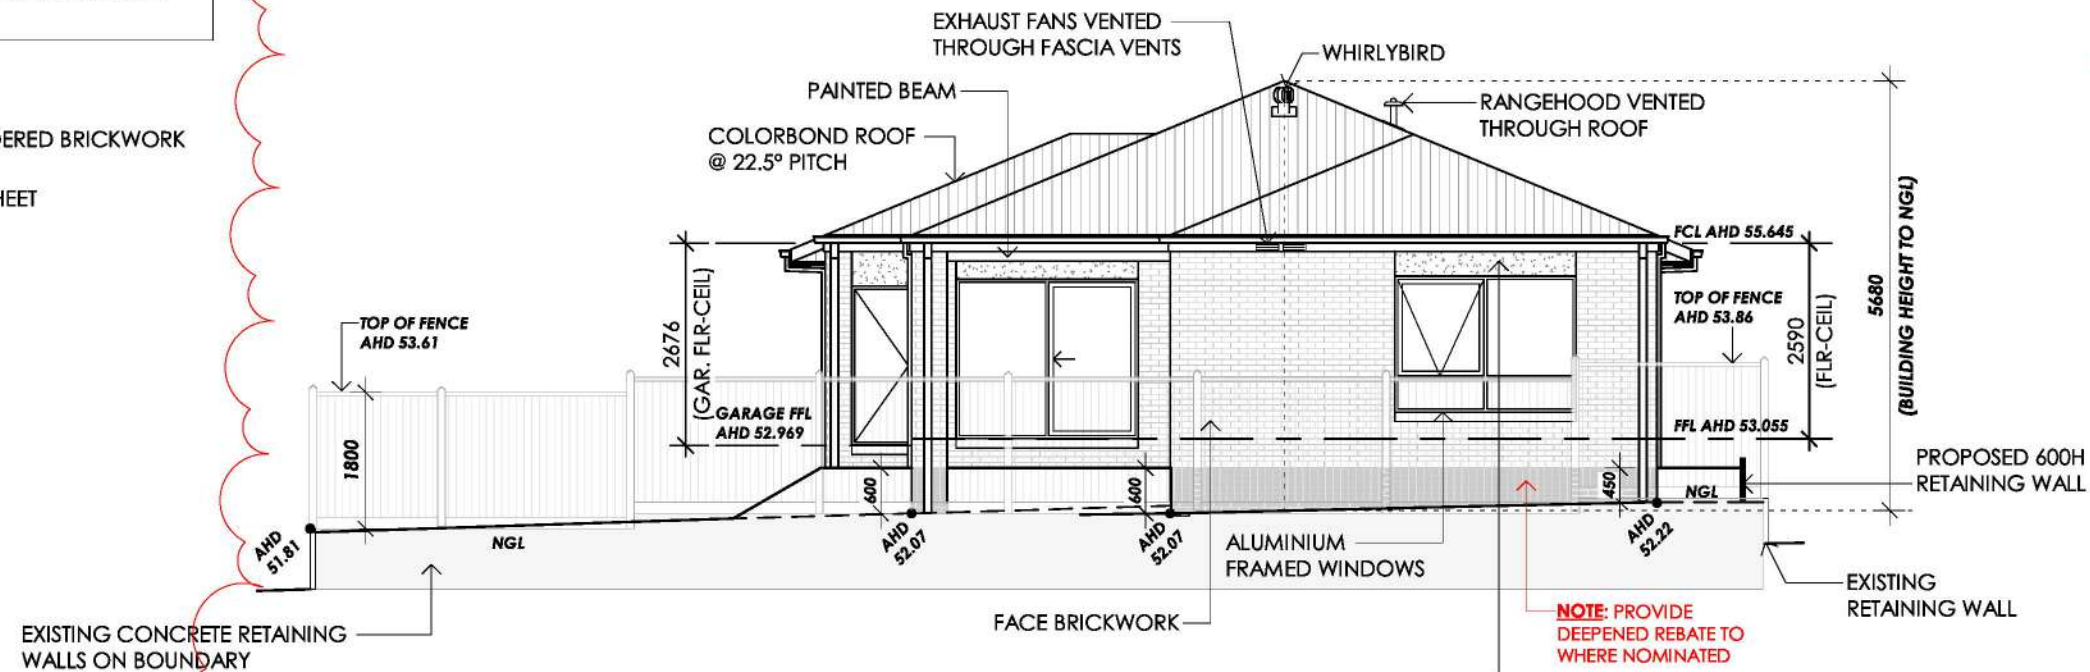 EXHAUST FANS VENTED
THROUGH FASCIA VENTS
WHIRLYBIRD
PAINTED BEAM
RANGEHOOD VENTED
THROUGH ROOF
COLORBOND ROOF
@ 22.5° PITCH
BRICKWORK
FCL AHD 55.645
5680
(BUILDING HEIGHT TO NGL)
TOP OF FENCE
AHD 53.61
2676
(GAR. FLR-CEIL)
TOP OF FENCE
AHD 53.86
2590
(FLR-CEIL)
GARAGE FFL
AHD 52.969
FFL AHD 53.055
1800
600
600
450
NGL
PROPOSED 600H
RETAINING WALL
AHD
51.81
NGL
AHD
52.07
AHD
52.07
AHD
52.22
ALUMINIUM
FRAMED WINDOWS
EXISTING
RETAINING WALL
FACE BRICKWORK
NOTE: PROVIDE
DEEPENED REBATE TO
WHERE NOMINATED
EXISTING CONCRETE RETAINING
WALLS ON BOUNDARY